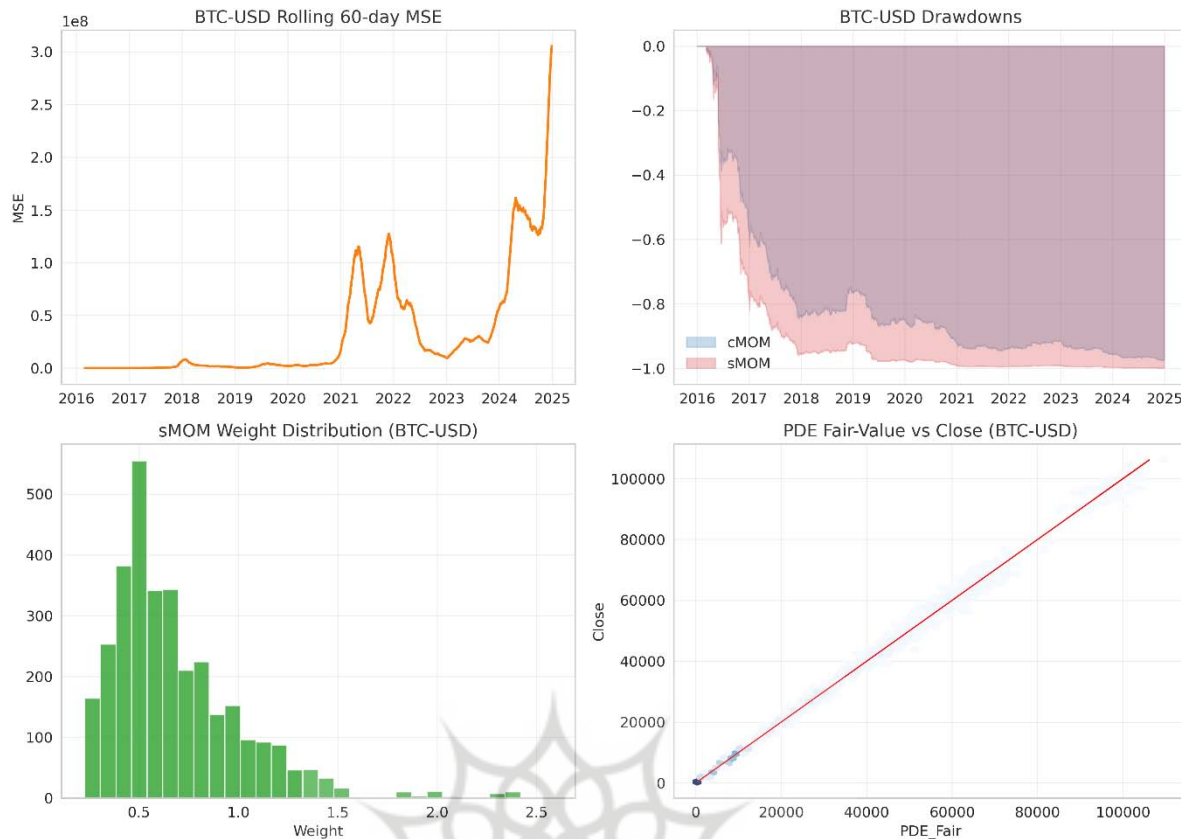 BTC-USD Rolling 60-day MSE
1e8
3.0
2.5
2.0
1.5
1.0
0.5
0.0
MSE
2016 2017 2018 2019 2020 2021 2022 2023 2024 2025
BTC-USD Drawdowns
0.0
−0.2
−0.4
−0.6
−0.8
−1.0
cMOM
sMOM
2016 2017 2018 2019 2020 2021 2022 2023 2024 2025
sMOM Weight Distribution (BTC-USD)
500
400
300
200
100
0
0.5 1.0 1.5 2.0 2.5
Weight
PDE Fair-Value vs Close (BTC-USD)
100000
80000
60000
40000
20000
0
Close
0 20000 40000 60000 80000 100000
PDE_Fair